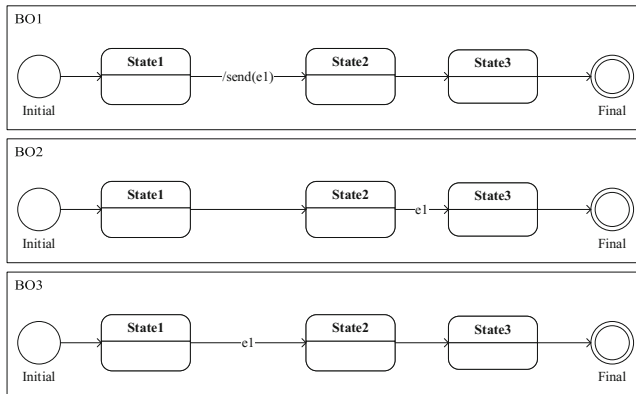 BO1
State1
/send(e1)
State2
State3
Initial
Final
BO2
State1
State2
e1
State3
Initial
Final
BO3
State1
e1
State2
State3
Initial
Final